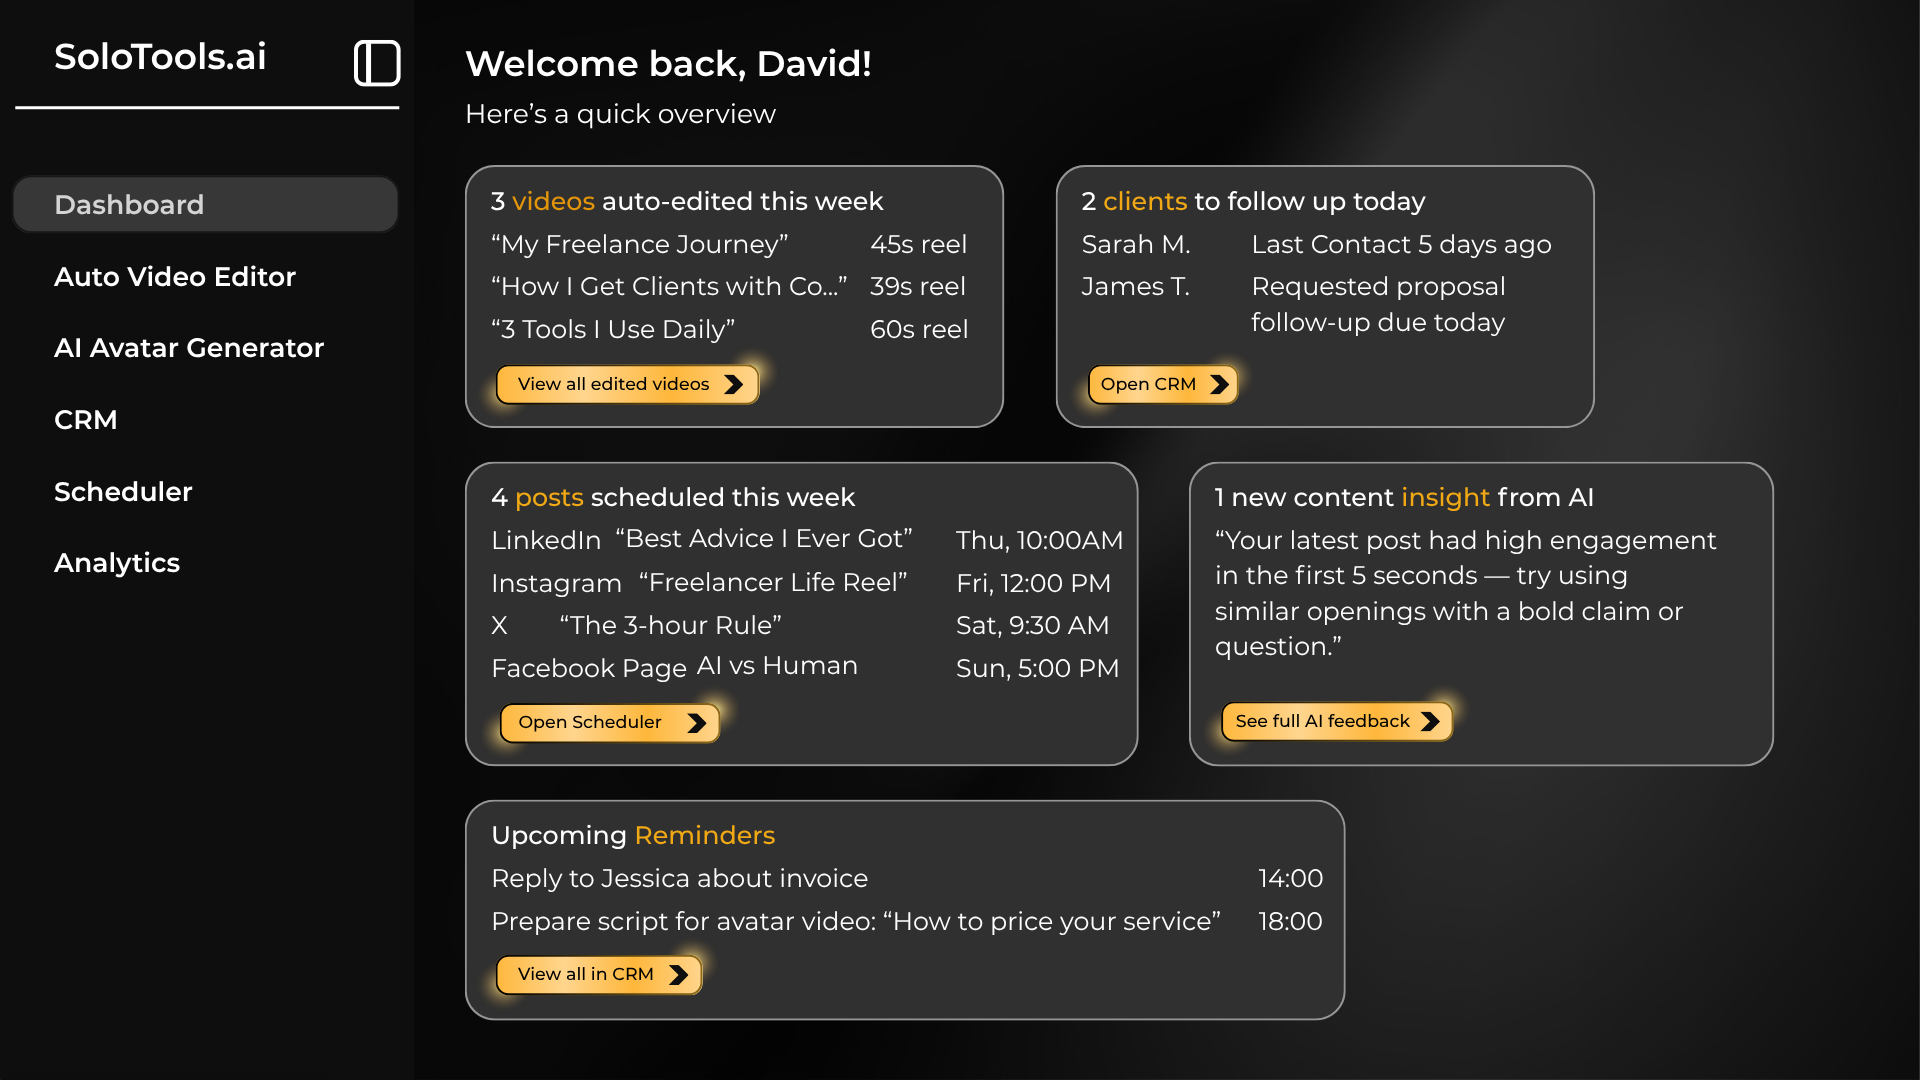 SoloTools.ai
Dashboard
Auto Video Editor
AI Avatar Generator
CRM
Scheduler
Analytics
Welcome back, David!
Here’s a quick overview
3 videos auto-edited this week
“My Freelance Journey” 45s reel
“How I Get Clients with Co...” 39s reel
“3 Tools I Use Daily” 60s reel
View all edited videos
2 clients to follow up today
Sarah M. Last Contact 5 days ago
James T. Requested proposal
follow-up due today
Open CRM
4 posts scheduled this week
LinkedIn “Best Advice I Ever Got” Thu, 10:00AM
Instagram “Freelancer Life Reel” Fri, 12:00 PM
X “The 3-hour Rule” Sat, 9:30 AM
Facebook Page AI vs Human Sun, 5:00 PM
Open Scheduler
1 new content insight from AI
“Your latest post had high engagement
in the first 5 seconds — try using
similar openings with a bold claim or
question.”
See full AI feedback
Upcoming Reminders
Reply to Jessica about invoice 14:00
Prepare script for avatar video: “How to price your service” 18:00
View all in CRM